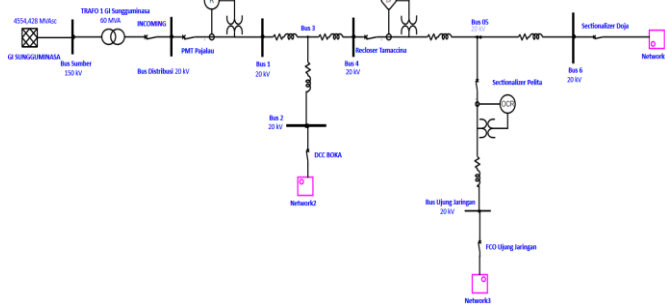 4554,428 MVAsc
GI SUNGGUMINASA
Bus Sumber
150 kV
TRAFO 1 GI Sungguminasa
60 MVA
INCOMING
Bus Distribusi 20 kV
PMT Pajalau
R
Bus 1
20 kV
Bus 3
20 kV
Bus 2
20 kV
DCC BOKA
Network2
Bus 4
20 kV
Recloser Tamaccina
Bus 05
20 kV
Sectionalizer Pelita
OCR
Bus Ujung Jaringan
20 kV
FCO Ujung Jaringan
Network3
Bus 6
20 kV
Sectionalizer Doja
Network